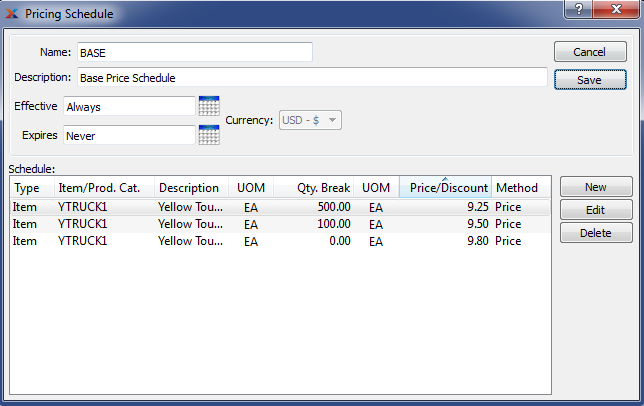 Pricing Schedule
Name: BASE Cancel
Description: Base Price Schedule Save
Effective Always
Currency: USD - $
Expires Never
Schedule:
Type Item/Prod. Cat. Description UOM Qty. Break UOM Price/Discount Method New
Item YTRUCK1 Yellow Tou... EA 500.00 EA 9.25 Price Edit
Item YTRUCK1 Yellow Tou... EA 100.00 EA 9.50 Price Delete
Item YTRUCK1 Yellow Tou... EA 0.00 EA 9.80 Price